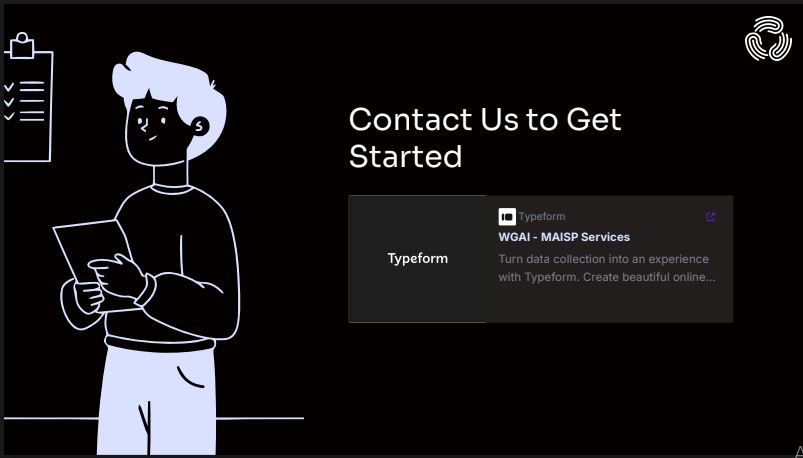 Contact Us to Get
Started
Typeform
Typeform
WGAI - MAISP Services
Turn data collection into an experience
with Typeform. Create beautiful online...